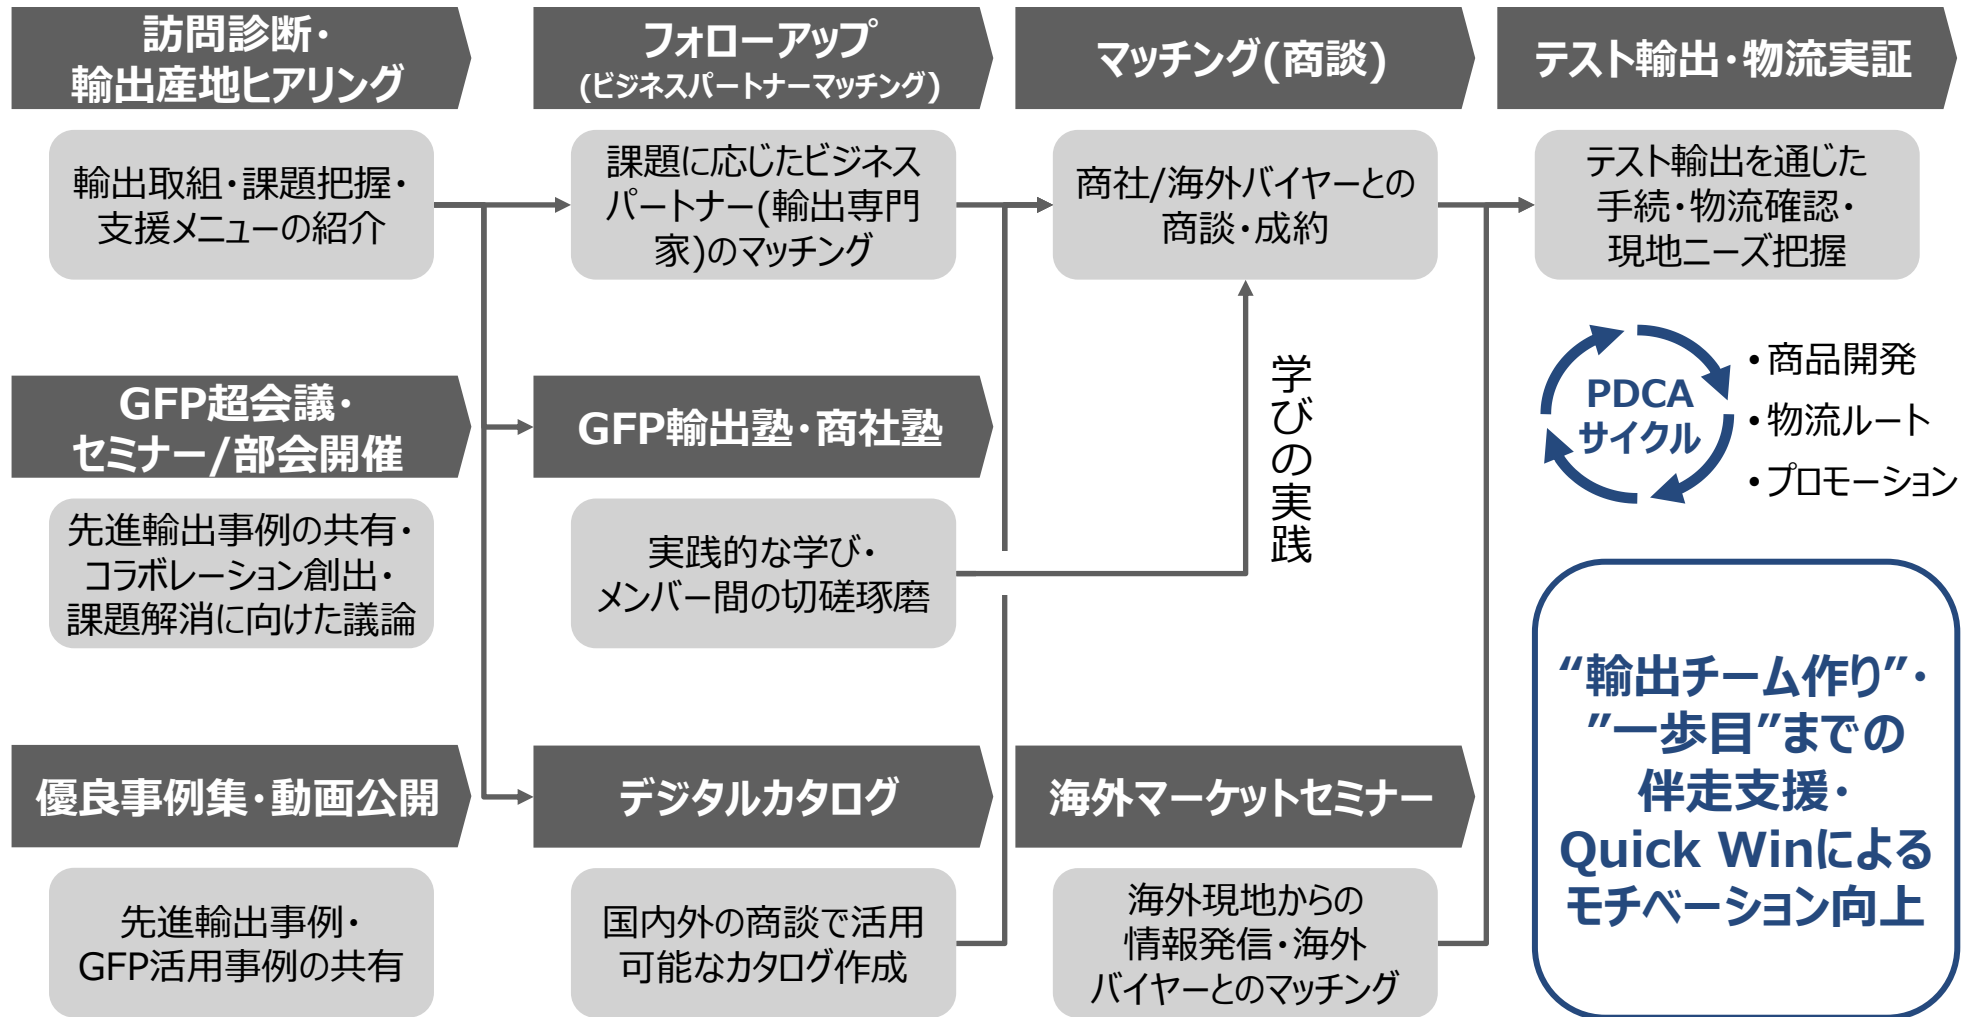 訪問診断・
輸出産地ヒアリング
輸出取組・課題把握・
支援メニューの紹介
フォローアップ
(ビジネスパートナーマッチング)
課題に応じたビジネス
パートナー(輸出専門
家)のマッチング
マッチング(商談)
商社/海外バイヤーとの
商談・成約
テスト輸出・物流実証
テスト輸出を通じた
手続・物流確認・
現地ニーズ把握
GFP超会議・
セミナー/部会開催
先進輸出事例の共有・
コラボレーション創出・
課題解消に向けた議論
GFP輸出塾・商社塾
実践的な学び・
メンバー間の切磋琢磨
学びの実践
PDCA
サイクル
•商品開発
•物流ルート
•プロモーション
優良事例集・動画公開
先進輸出事例・
GFP活用事例の共有
デジタルカタログ
国内外の商談で活用
可能なカタログ作成
海外マーケットセミナー
海外現地からの
情報発信・海外
バイヤーとのマッチング
“輸出チーム作り”・
”一歩目”までの
伴走支援・
Quick Winによる
モチベーション向上